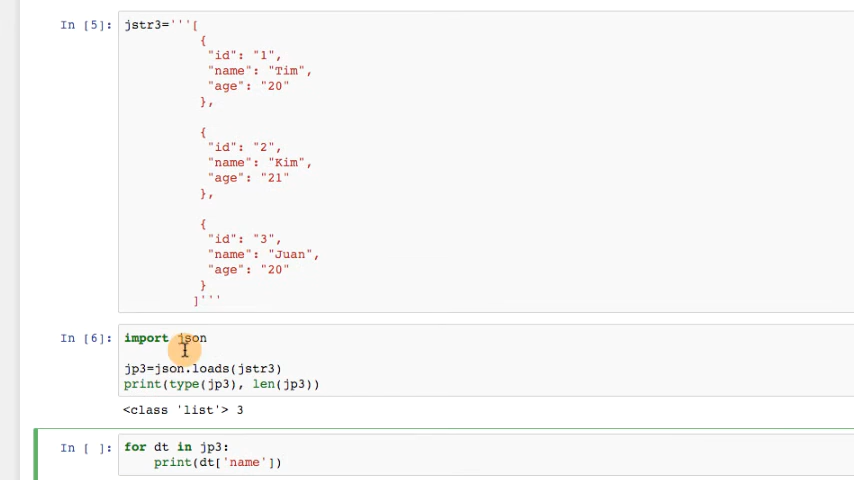 In [5]: jstr3='''[
{
"id": "1",
"name": "Tim",
"age": "20"
},
{
"id": "2",
"name": "Kim",
"age": "21"
},
{
"id": "3",
"name": "Juan",
"age": "20"
}
]'''
In [6]: import json
jp3=json.loads(jstr3)
print(type(jp3), len(jp3))
<class 'list'> 3
In [ ]: for dt in jp3:
print(dt['name'])